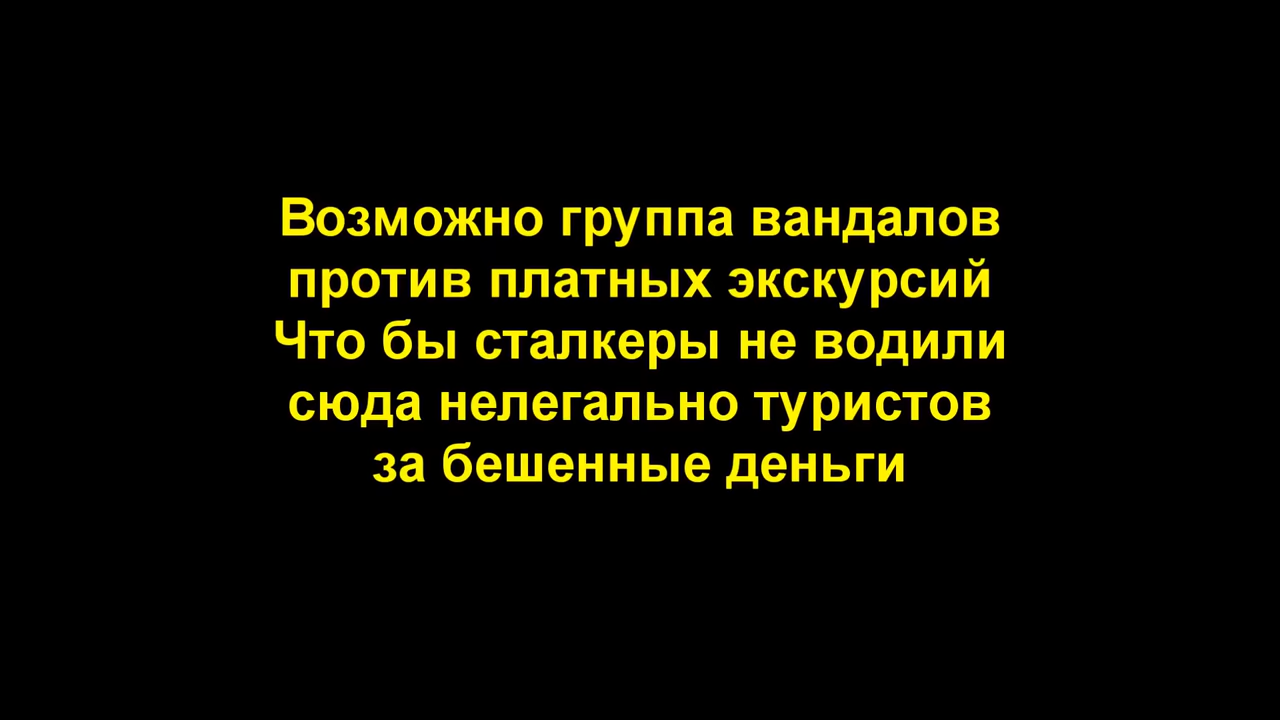 Возможно группа вандалов
против платных экскурсий
Что бы сталкеры не водили
сюда нелегально туристов
за бешенные деньги